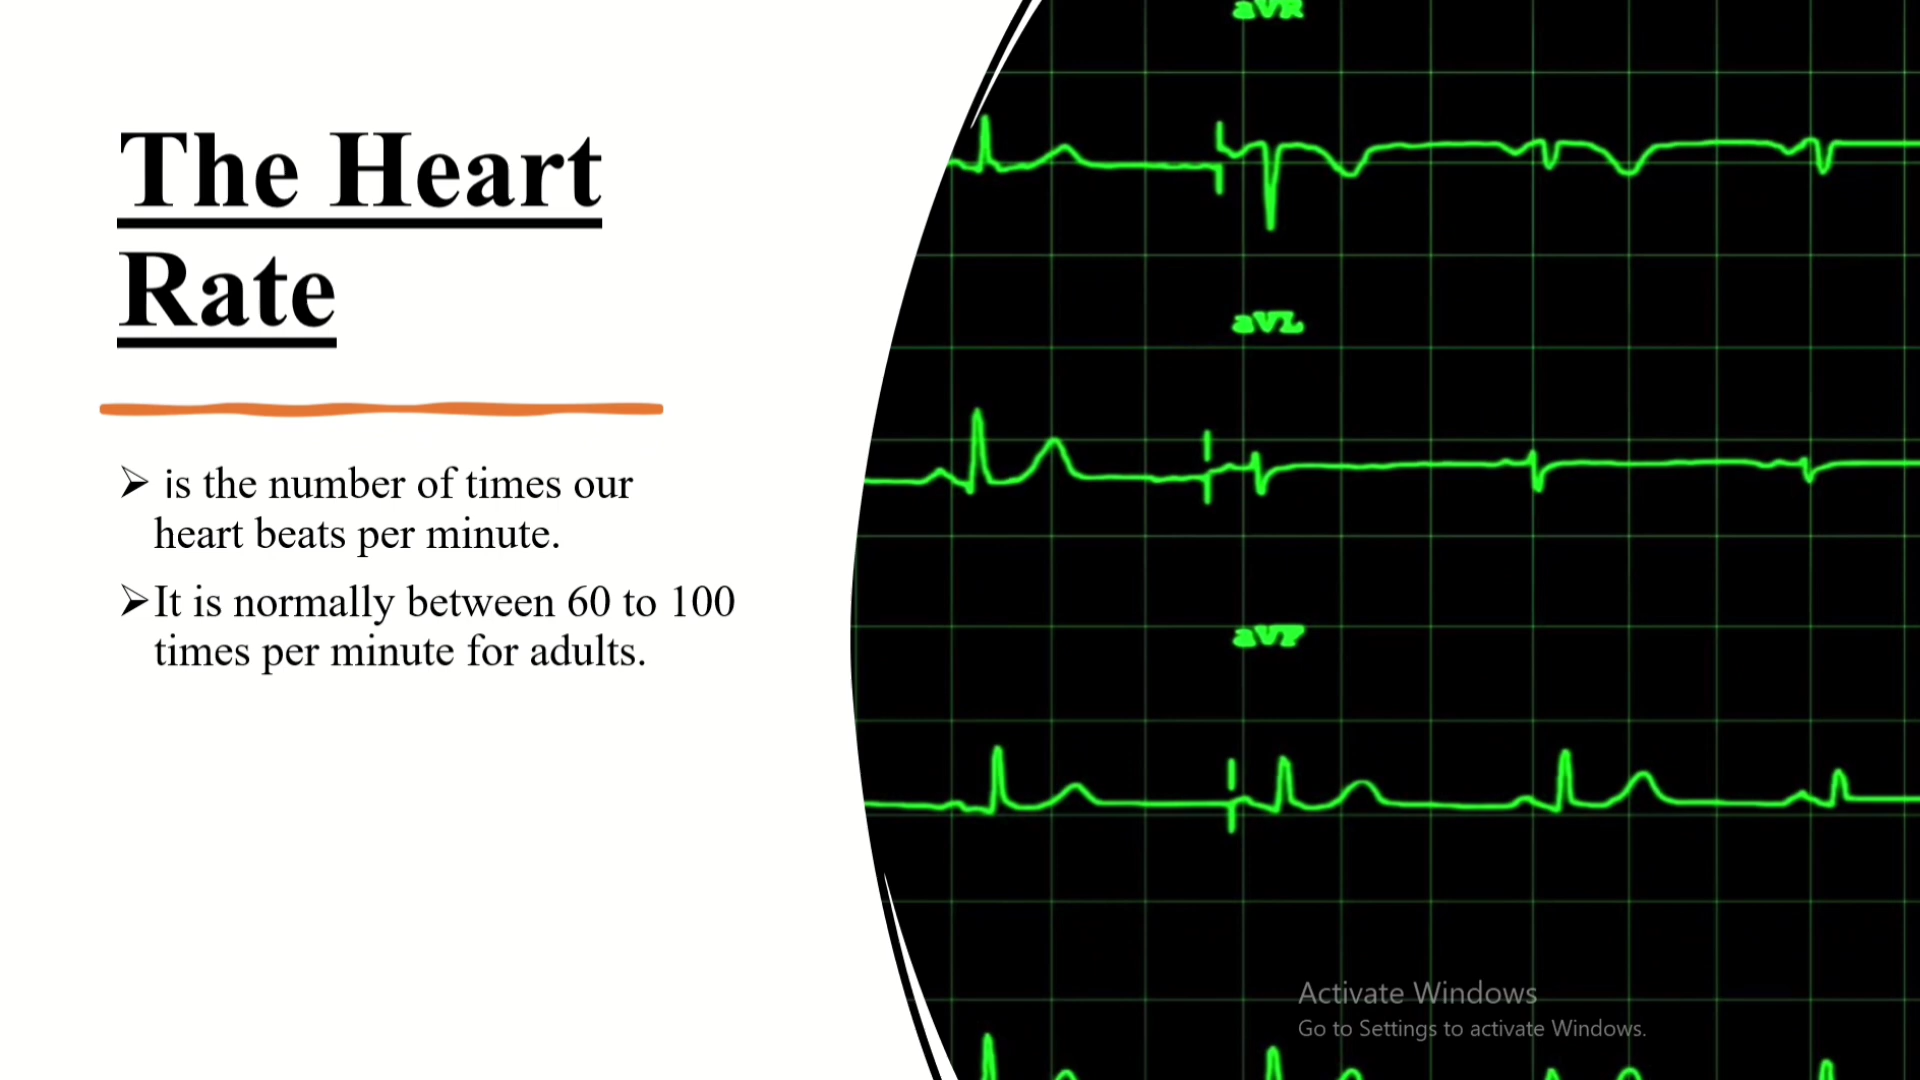 The Heart
Rate
➢ is the number of times our
heart beats per minute.
➢It is normally between 60 to 100
times per minute for adults.
aVR
aVL
aVF
Activate Windows
Go to Settings to activate Windows.